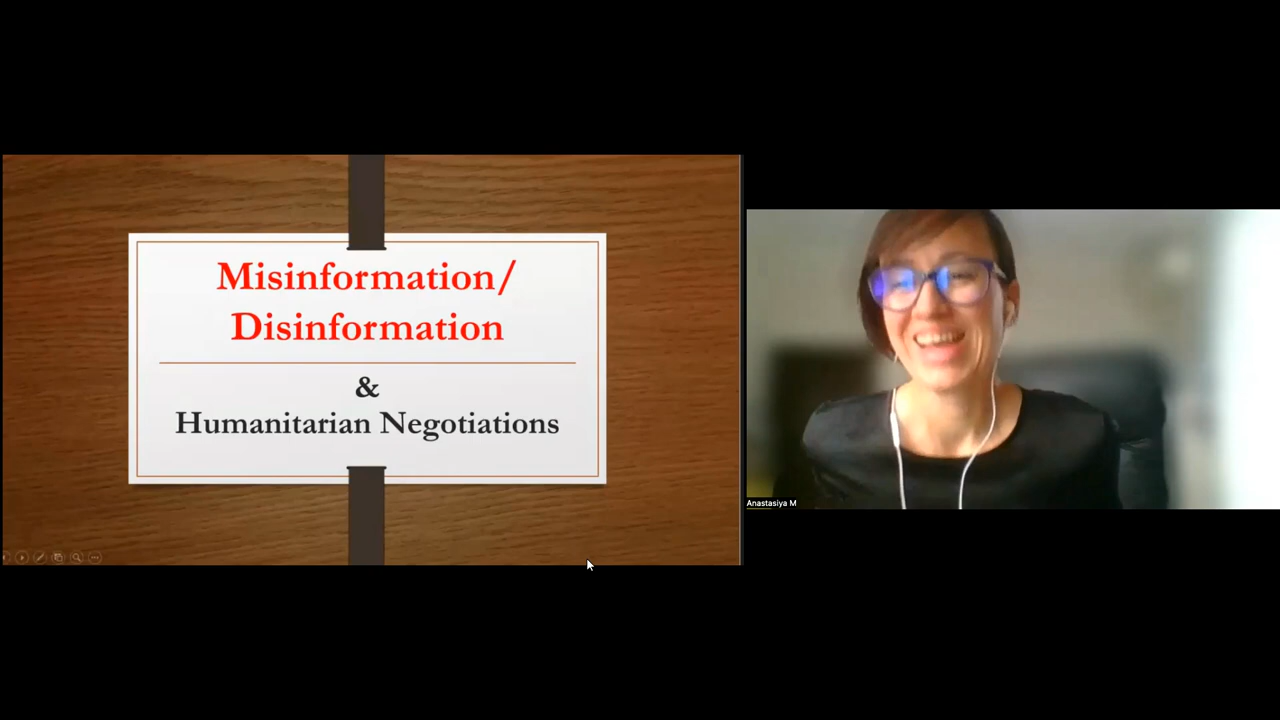 Misinformation/
Disinformation
&
Humanitarian Negotiations
Anastasiya M